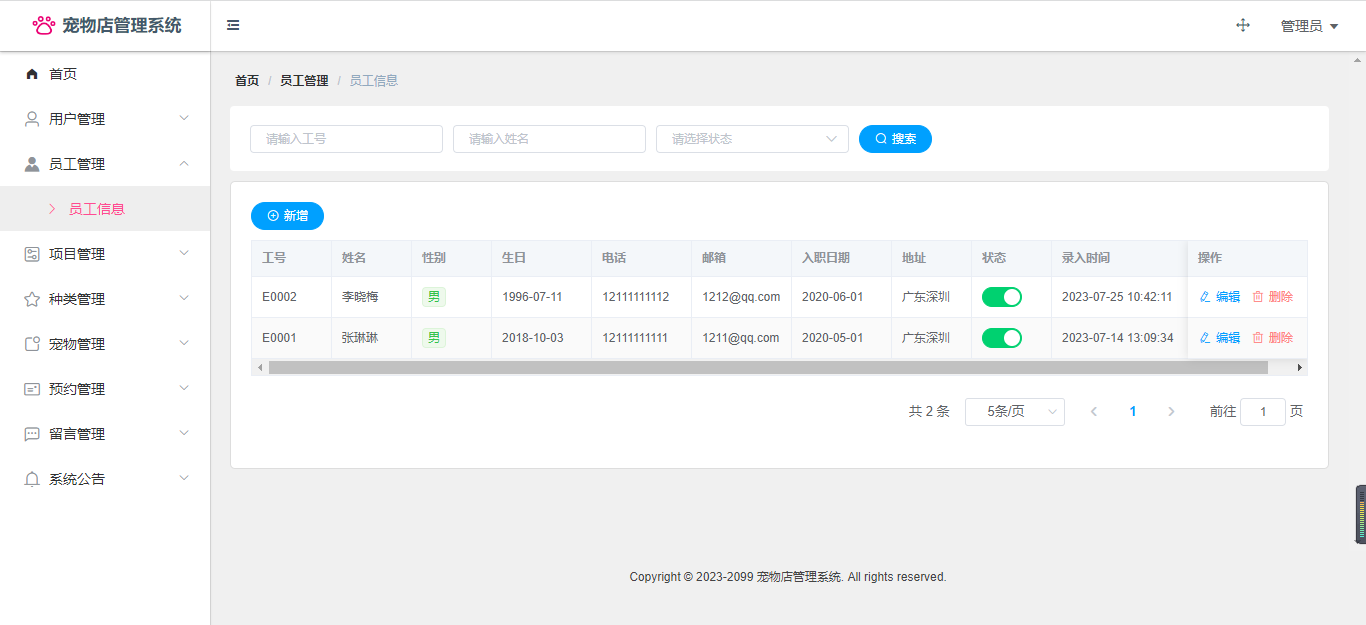 宠物店管理系统
管理员
首页
用户管理
员工管理
员工信息
项目管理
种类管理
宠物管理
预约管理
留言管理
系统公告
首页 / 员工管理 / 员工信息
请输入工号 请输入姓名 请选择状态 搜索
新增
工号 姓名 性别 生日 电话 邮箱 入职日期 地址 状态 录入时间 操作
E0002 李晓梅 男 1996-07-11 12111111112 1212@qq.com 2020-06-01 广东深圳 2023-07-25 10:42:11 编辑 删除
E0001 张琳琳 男 2018-10-03 12111111111 1211@qq.com 2020-05-01 广东深圳 2023-07-14 13:09:34 编辑 删除
共 2 条 5条/页 1 前往 1 页
Copyright © 2023-2099 宠物店管理系统. All rights reserved.